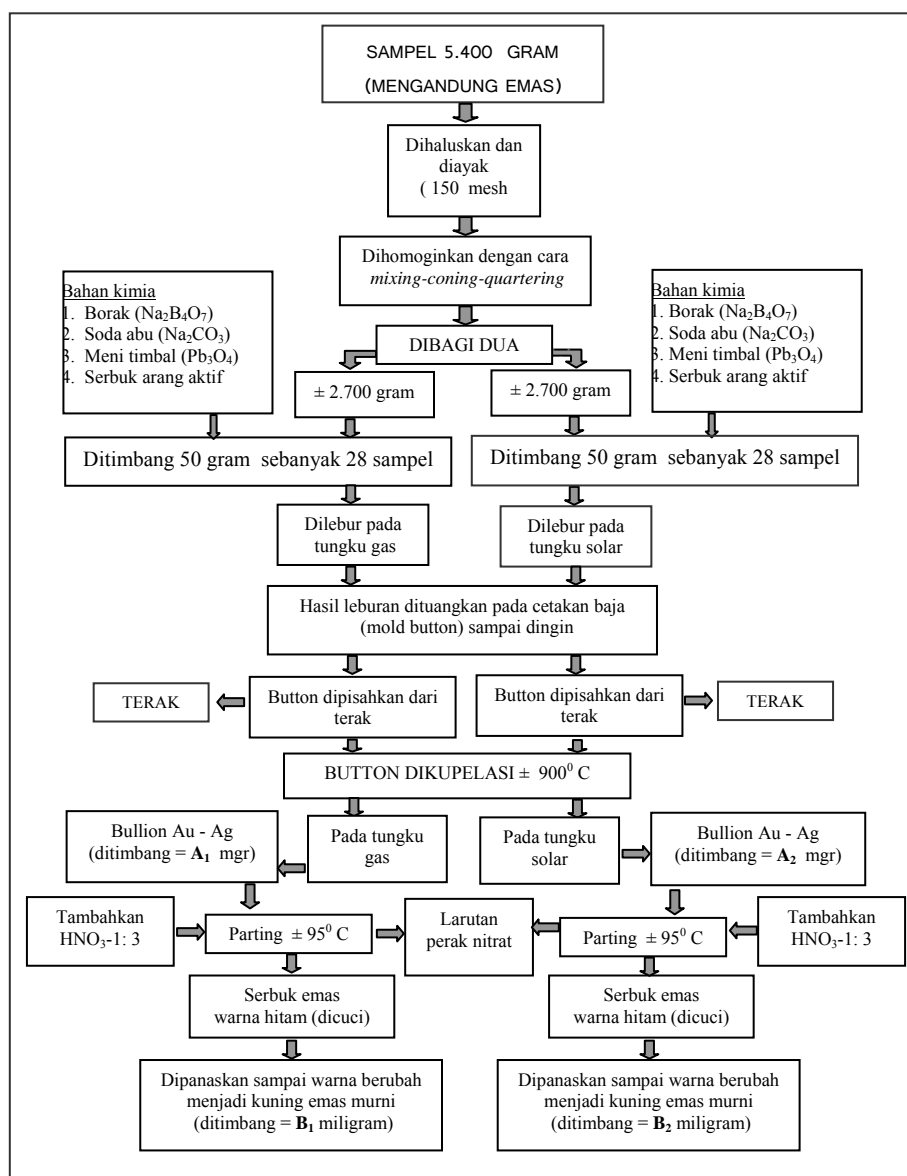 SAMPEL 5.400 GRAM
(MENGANDUNG EMAS)
Dihaluskan dan
diayak
( 150 mesh
Dihomoginkan dengan cara
mixing-coning-quartering
Bahan kimia
1. Borak (Na₂B₄O₇)
2. Soda abu (Na₂CO₃)
3. Meni timbal (Pb₃O₄)
4. Serbuk arang aktif
Bahan kimia
1. Borak (Na₂B₄O₇)
2. Soda abu (Na₂CO₃)
3. Meni timbal (Pb₃O₄)
4. Serbuk arang aktif
DIBAGI DUA
± 2.700 gram
± 2.700 gram
Ditimbang 50 gram sebanyak 28 sampel
Ditimbang 50 gram sebanyak 28 sampel
Dilebur pada
tungku gas
Dilebur pada
tungku solar
Hasil leburan dituangkan pada cetakan baja
(mold button) sampai dingin
TERAK
Button dipisahkan dari
terak
Button dipisahkan dari
terak
TERAK
BUTTON DIKUPELASI ± 900⁰ C
Bullion Au - Ag
(ditimbang = A₁ mgr)
Pada tungku
gas
Pada tungku
solar
Bullion Au - Ag
(ditimbang = A₂ mgr)
Tambahkan
HNO₃-1: 3
Parting ± 95⁰ C
Larutan
perak nitrat
Parting ± 95⁰ C
Tambahkan
HNO₃-1: 3
Serbuk emas
warna hitam (dicuci)
Serbuk emas
warna hitam (dicuci)
Dipanaskan sampai warna berubah
menjadi kuning emas murni
(ditimbang = B₁ miligram)
Dipanaskan sampai warna berubah
menjadi kuning emas murni
(ditimbang = B₂ miligram)